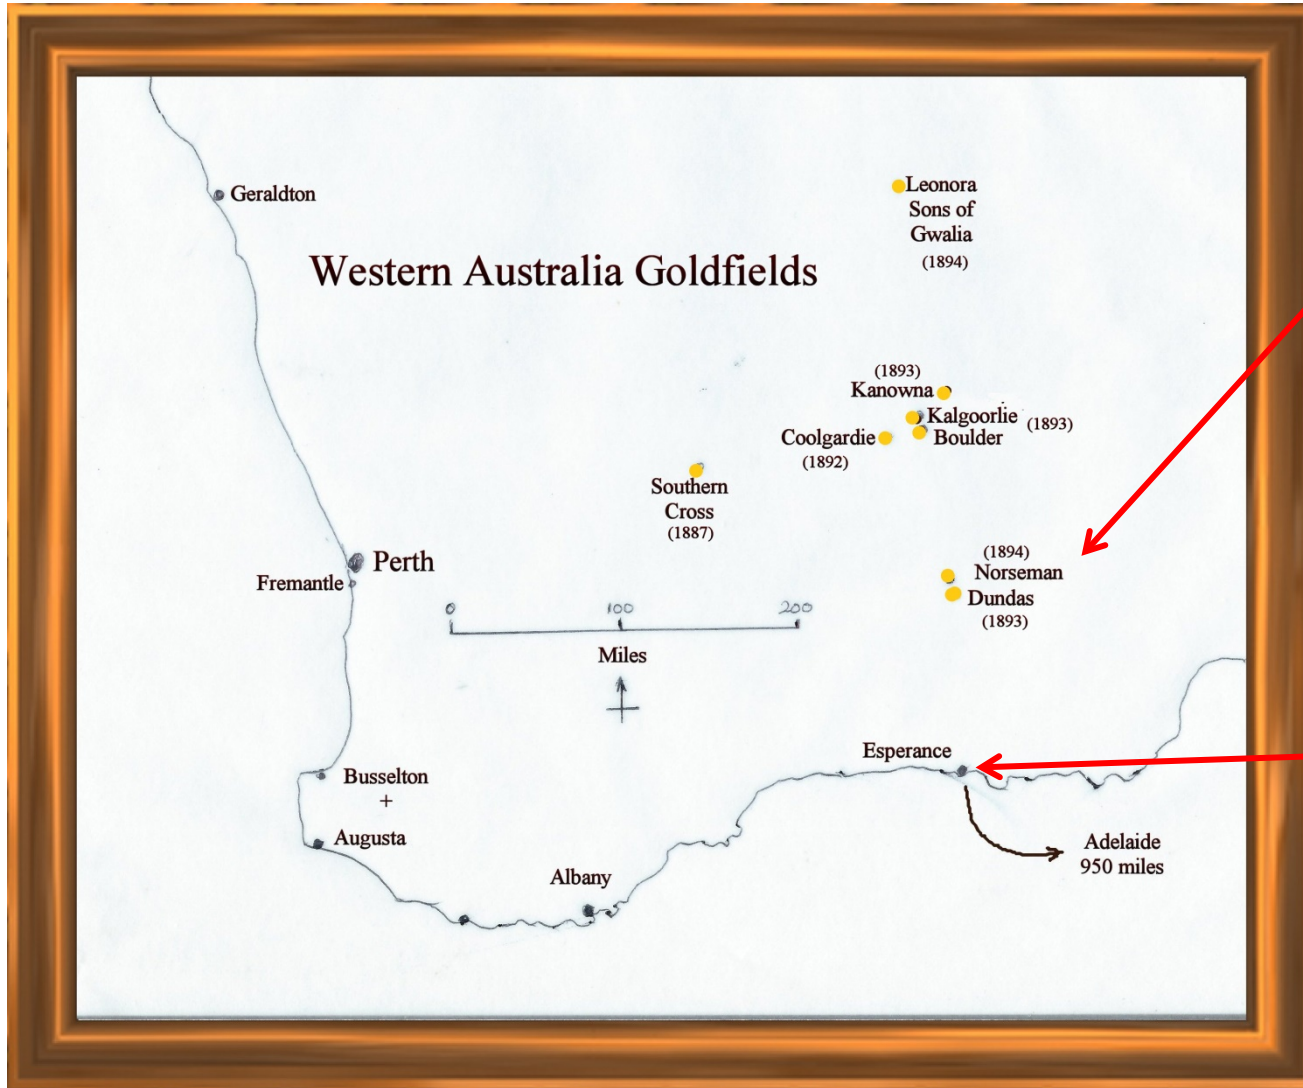 Geraldton
Leonora
Sons of
Gwalia
(1894)
Western Australia Goldfields
(1893)
Kanowna
Kalgoorlie (1893)
Coolgardie Boulder
(1892)
Southern
Cross
(1887)
Perth
Fremantle
(1894)
Norseman
Dundas
(1893)
0 100 200
Miles
Esperance
Busselton
Augusta
Adelaide
950 miles
Albany